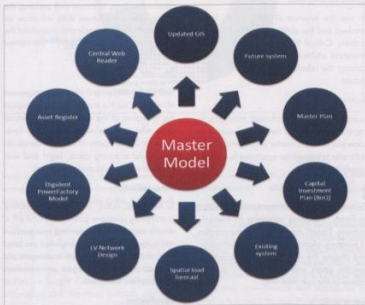 Updated GIS
Future system
Master Plan
Capital
Investment
Plan (BoQ)
Existing
system
Spatial load
forecast
LV Network
Design
Digsilent
PowerFactory
Model
Asset Register
Central Web
Reader
Master
Model